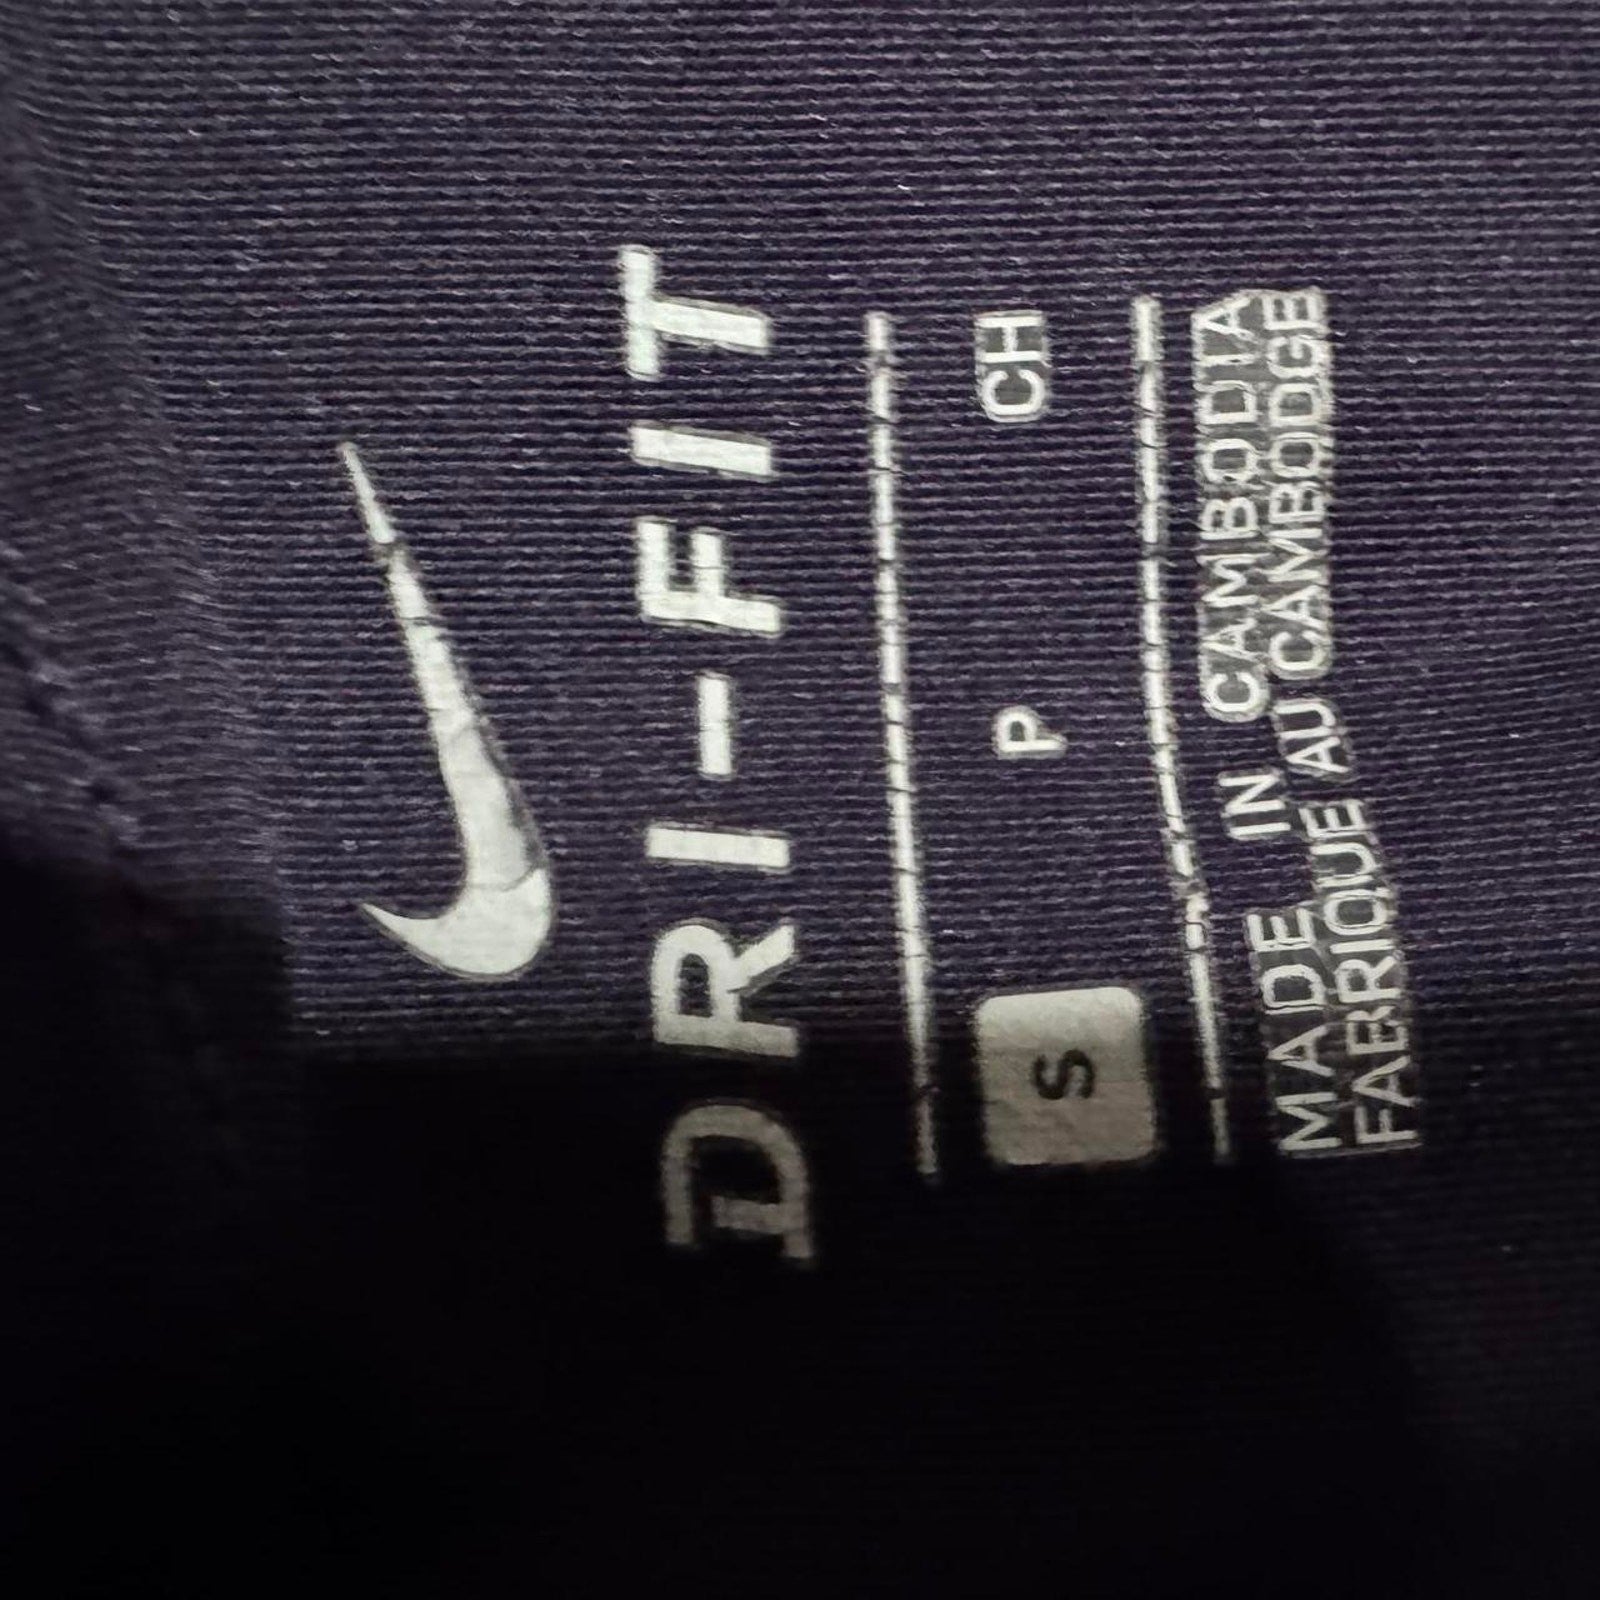 DRI-FIT
S P CH
MADE IN CAMBODIA
FABRIQUE AU CAMBODGE